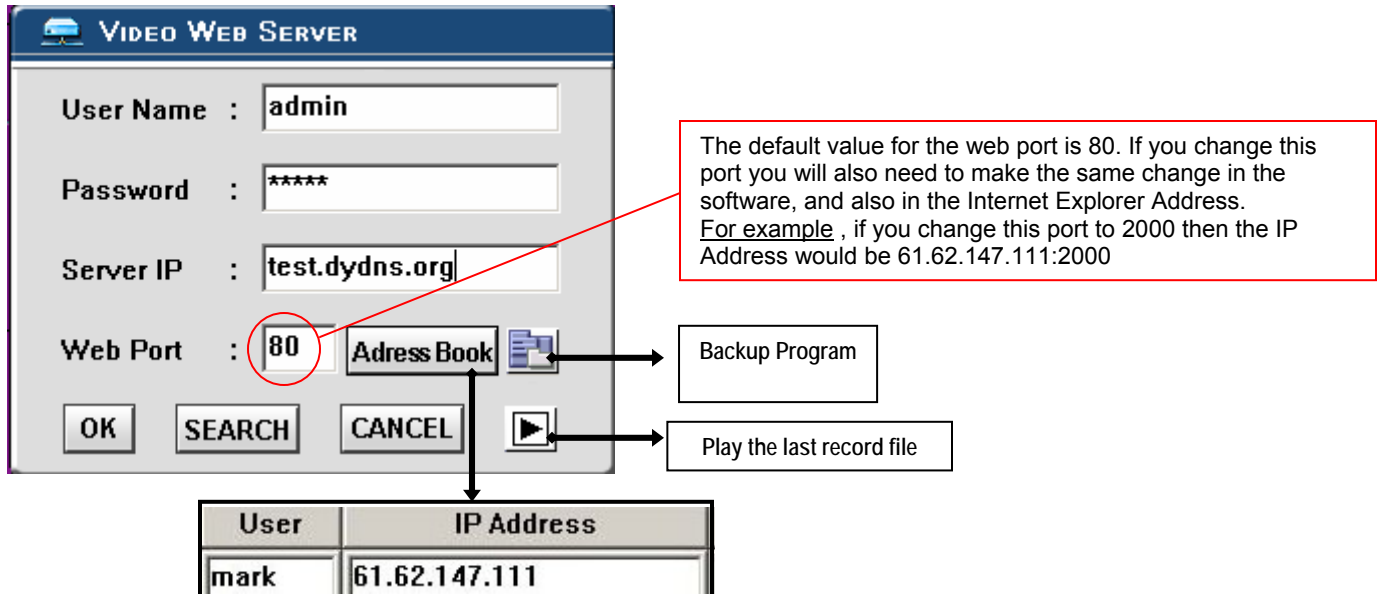 VIDEO WEB SERVER
User Name : admin
Password : *****
Server IP : test.dydns.org
Web Port : 80 Adress Book
OK SEARCH CANCEL
The default value for the web port is 80. If you change this
port you will also need to make the same change in the
software, and also in the Internet Explorer Address.
For example , if you change this port to 2000 then the IP
Address would be 61.62.147.111:2000
Backup Program
Play the last record file
User IP Address
mark 61.62.147.111